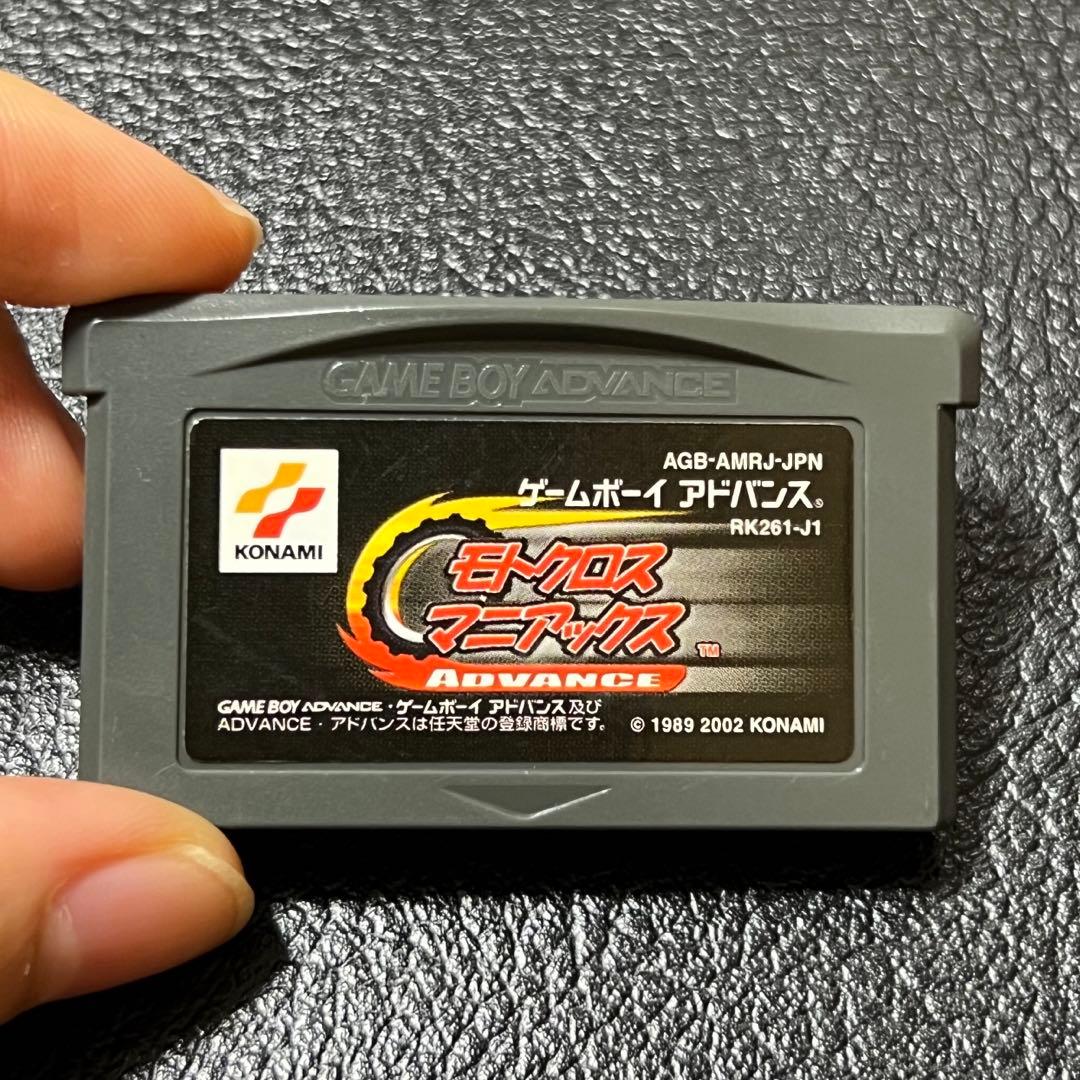 GAME BOY ADVANCE
KONAMI
AGB-AMRJ-JPN
ゲームボーイ アドバンス®
RK261-J1
モトクロス
マニアックス™
ADVANCE
GAME BOY ADVANCE・ゲームボーイ アドバンス及び
ADVANCE・アドバンスは任天堂の登録商標です。 © 1989 2002 KONAMI